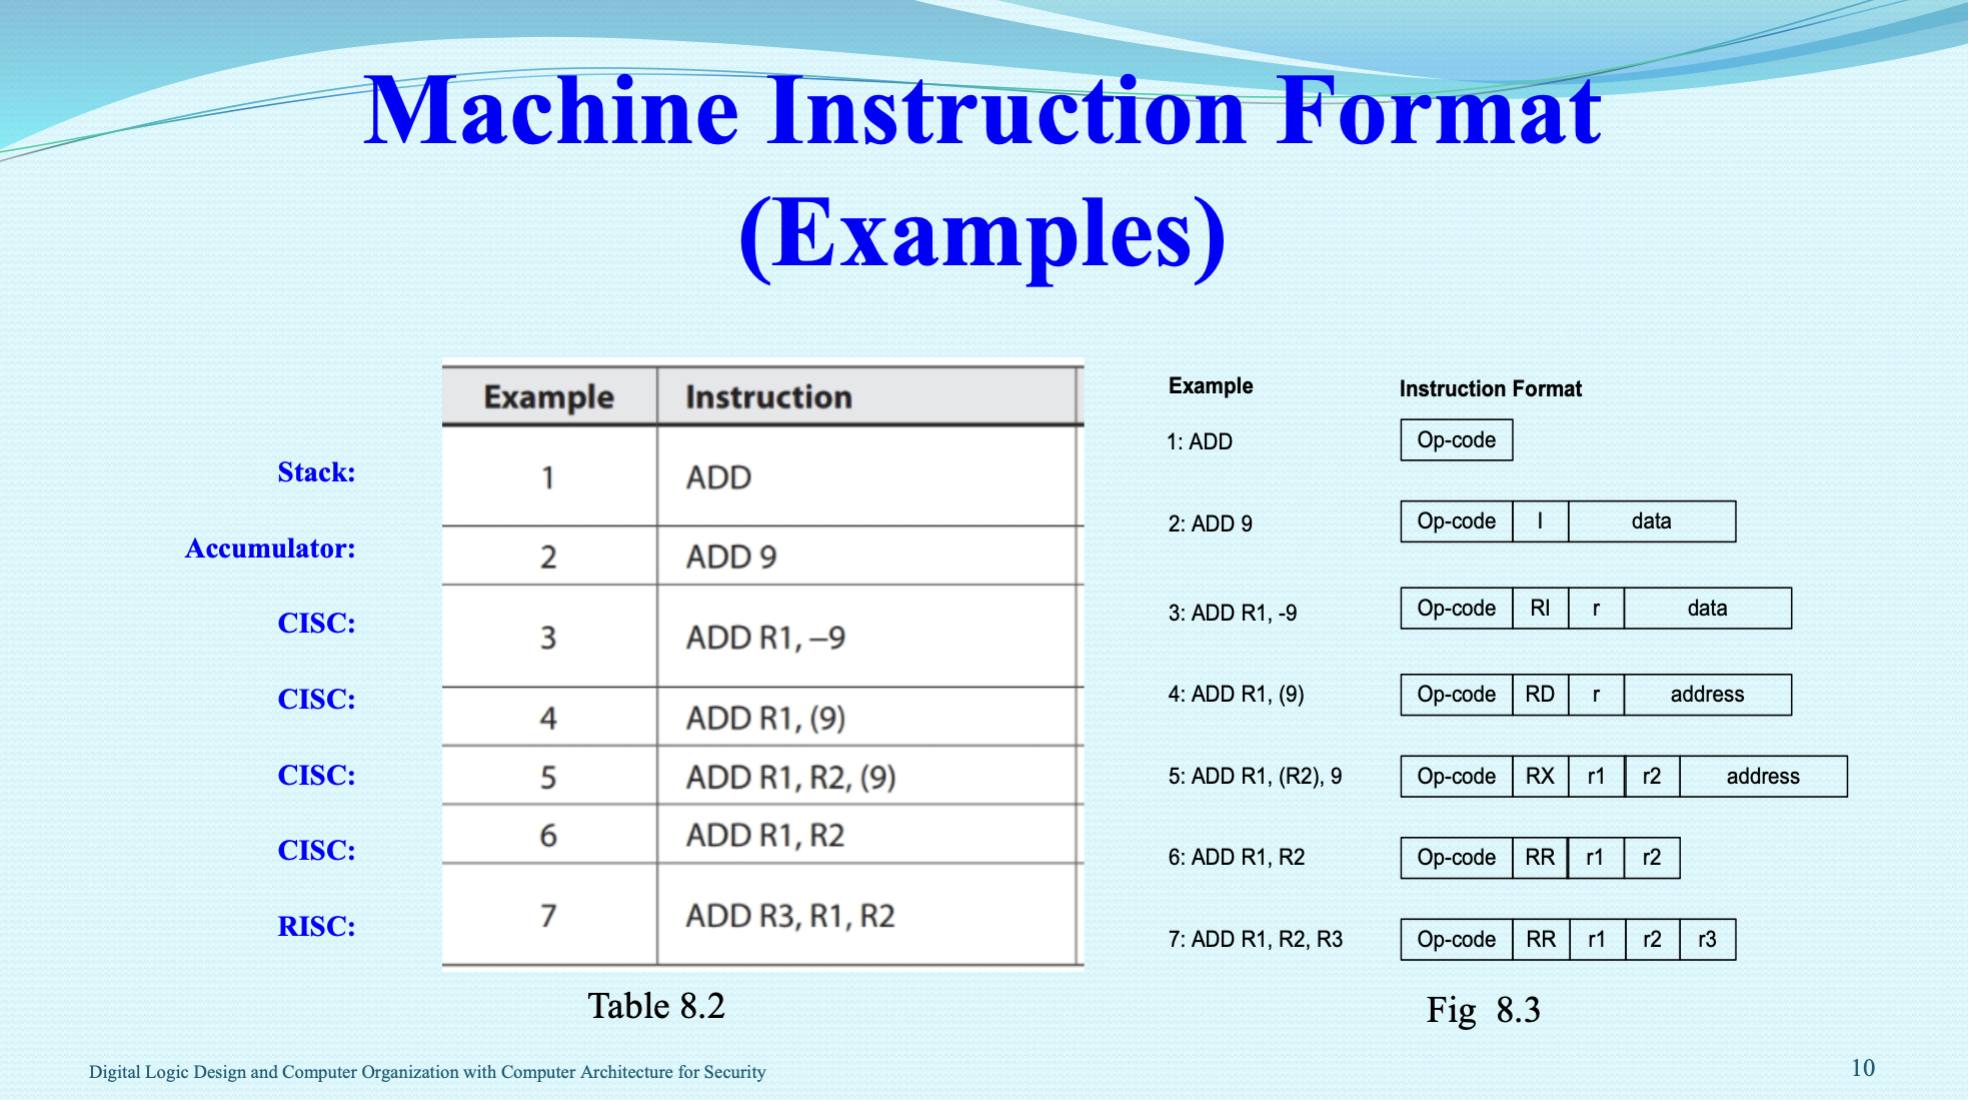 Machine Instruction Format
(Examples)
Stack:
Accumulator:
CISC:
CISC:
CISC:
CISC:
RISC:
Example Instruction
1 ADD
2 ADD 9
3 ADD R1, –9
4 ADD R1, (9)
5 ADD R1, R2, (9)
6 ADD R1, R2
7 ADD R3, R1, R2
Table 8.2
Example Instruction Format
1: ADD Op-code
2: ADD 9 Op-code I data
3: ADD R1, -9 Op-code RI r data
4: ADD R1, (9) Op-code RD r address
5: ADD R1, (R2), 9 Op-code RX r1 r2 address
6: ADD R1, R2 Op-code RR r1 r2
7: ADD R1, R2, R3 Op-code RR r1 r2 r3
Fig 8.3
Digital Logic Design and Computer Organization with Computer Architecture for Security
10